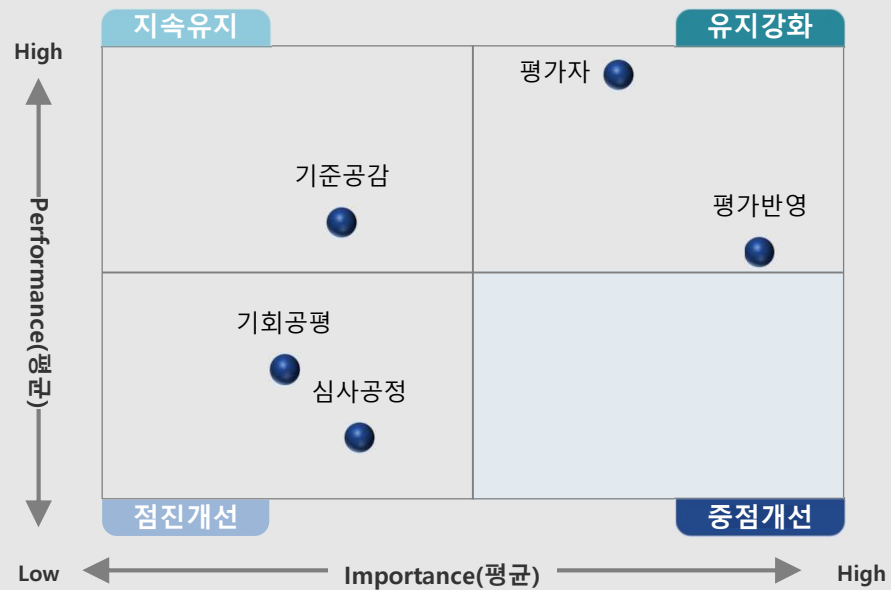 지속유지
유지강화
High
평가자
기준공감
평가반영
Performance(평균)
기회공평
심사공정
점진개선
중점개선
Low
Importance(평균)
High